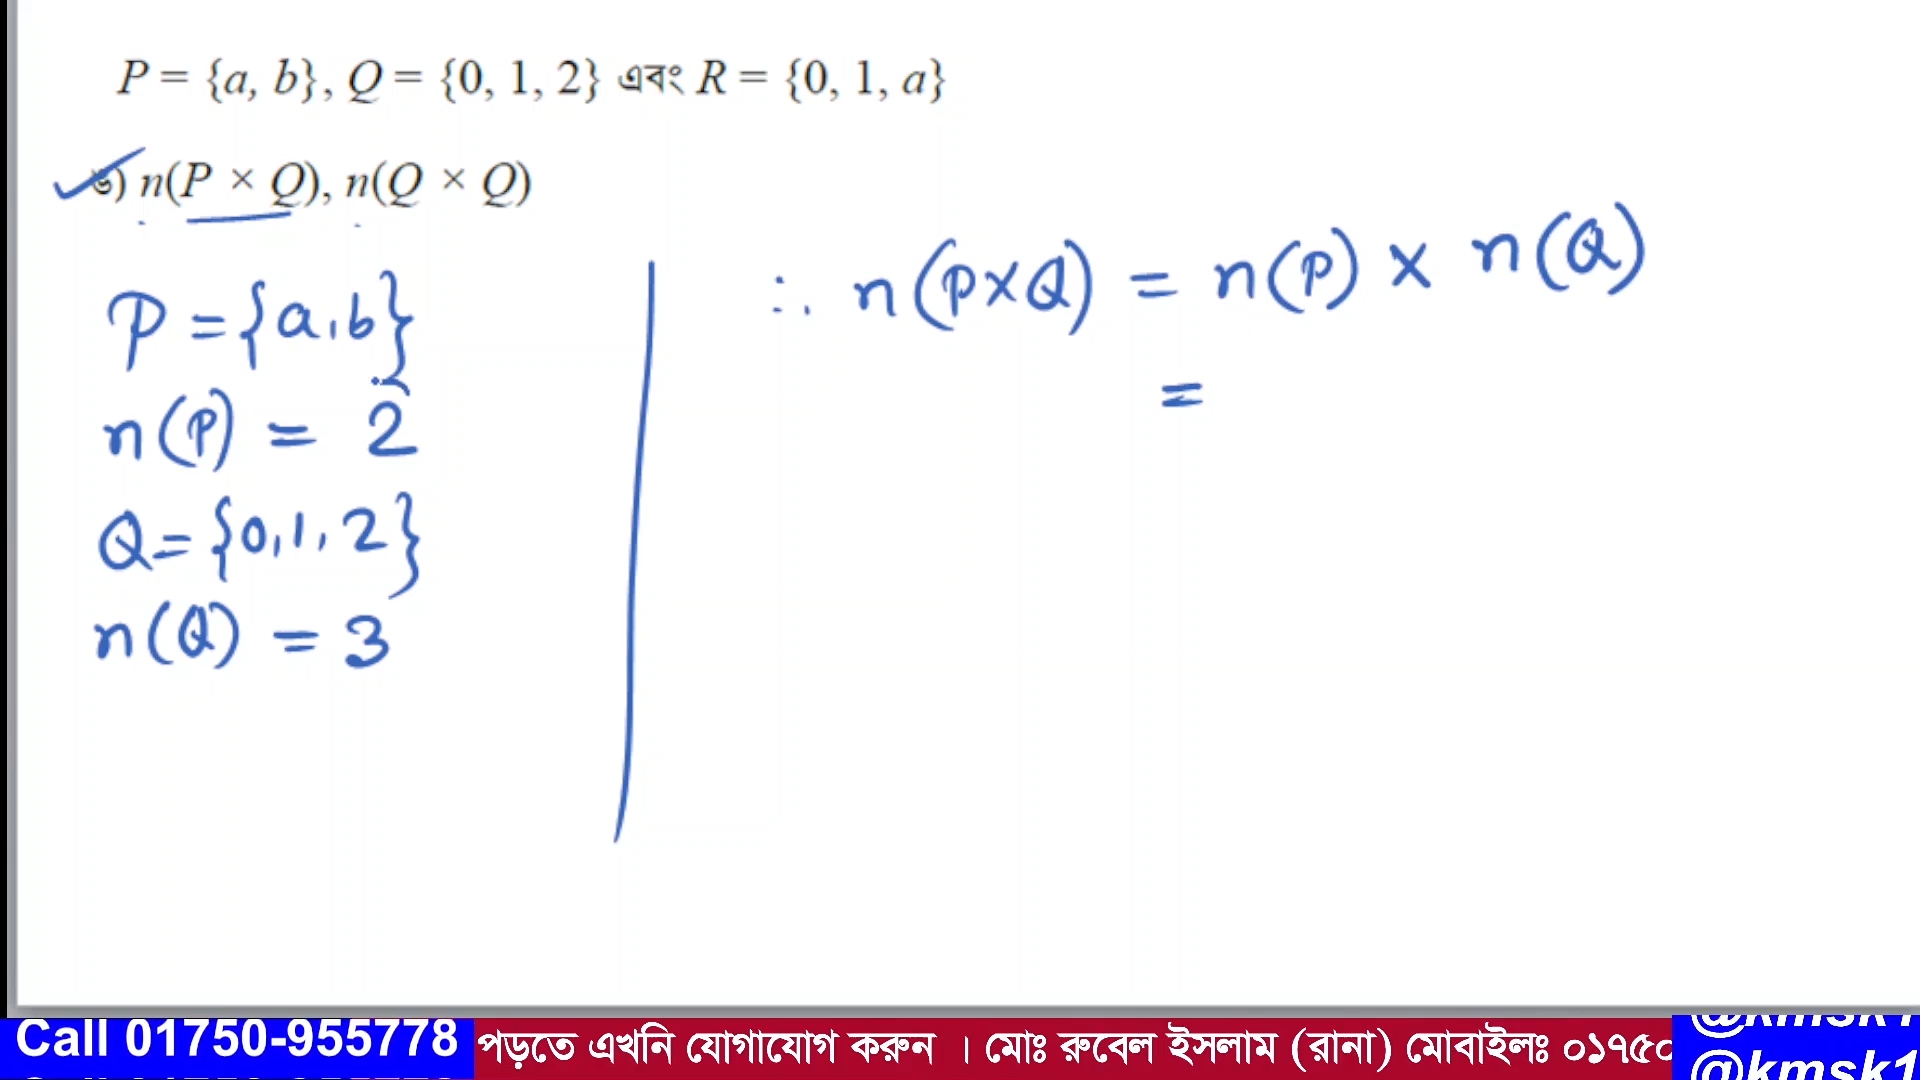 P = {a, b}, Q = {0, 1, 2} এবং R = {0, 1, a}
ঙ) n(P × Q), n(Q × Q)
P = {a, b}
n(P) = 2
Q = {0, 1, 2}
n(Q) = 3
∴ n(P×Q) = n(P) × n(Q)
=
Call 01750-955778
পড়তে এখনি যোগাযোগ করুন । মোঃ রুবেল ইসলাম (রানা) মোবাইলঃ ০১৭৫০
@kmsk1
@kmsk1